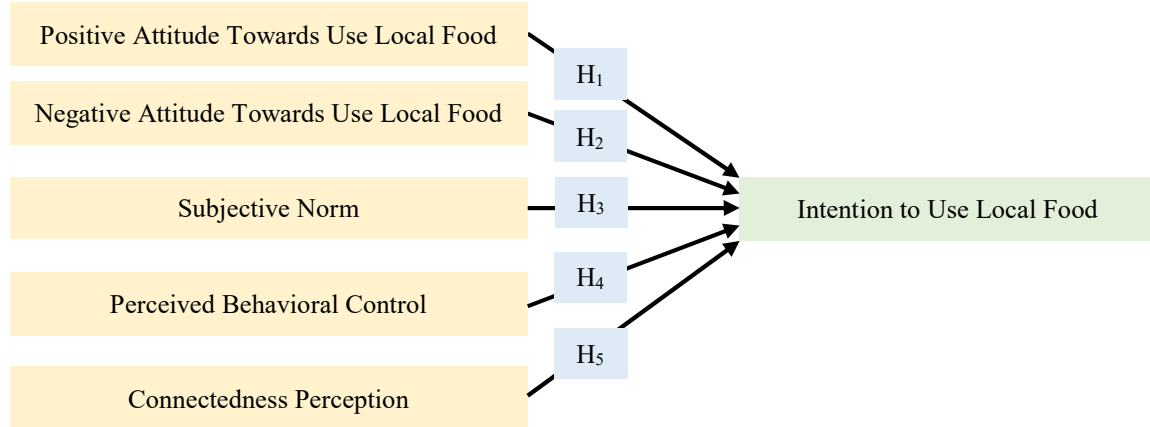 Positive Attitude Towards Use Local Food
H₁
Negative Attitude Towards Use Local Food
H₂
Subjective Norm
H₃
Intention to Use Local Food
Perceived Behavioral Control
H₄
Connectedness Perception
H₅